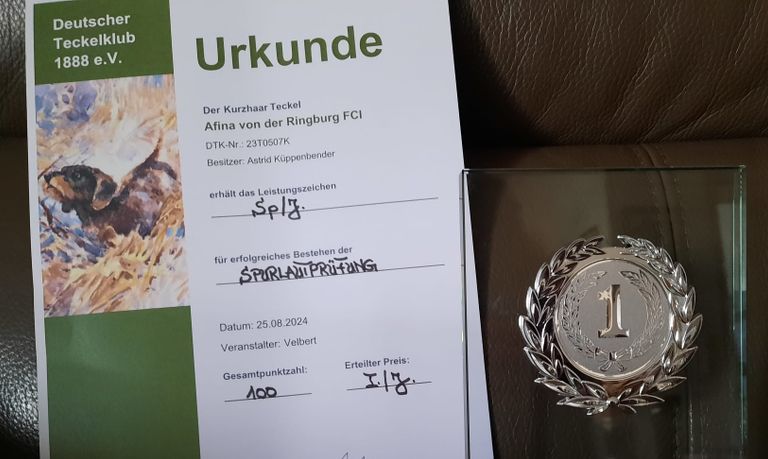 Deutscher
Teckelklub
1888 e.V.
Urkunde
Der Kurzhaar Teckel
Afina von der Ringburg FCI
DTK-Nr.: 23T0507K
Besitzer: Astrid Küppenbender
erhält das Leistungszeichen
Sp/J.
für erfolgreiches Bestehen der
SPURLAUTPRÜFUNG
Datum: 25.08.2024
Veranstalter: Velbert
Gesamtpunktzahl:
100
Erteilter Preis:
I./J.
1